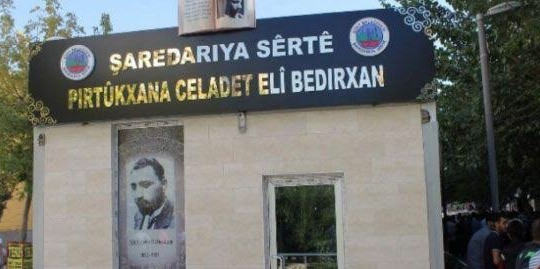 ŞAREDARIYA SÊRTÊ
PIRTÛKXANA CELADET ELÎ BEDIRXAN